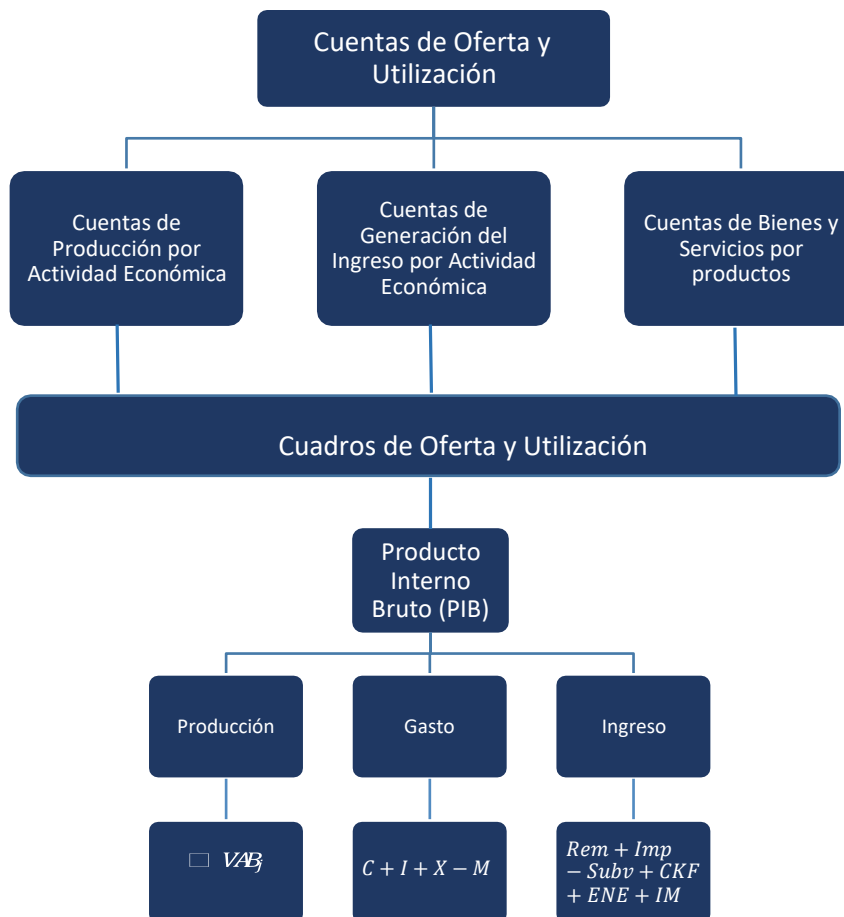 Cuentas de Oferta y
Utilización
Cuentas de
Producción por
Actividad Económica
Cuentas de
Generación del
Ingreso por Actividad
Económica
Cuentas de Bienes y
Servicios por
productos
Cuadros de Oferta y Utilización
Producto
Interno
Bruto (PIB)
Producción
Gasto
Ingreso
□ VABj
C + I + X − M
Rem + Imp
− Subv + CKF
+ ENE + IM